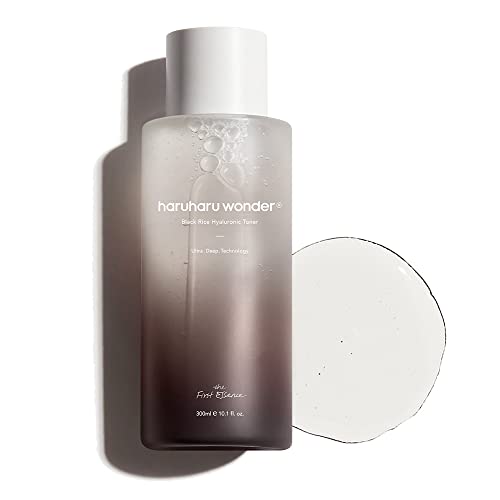 haruharu wonder®
Black Rice Hyaluronic Toner
Ultra. Deep. Technology.
the
First Essence
300ml ℮ 10.1 fl. oz.